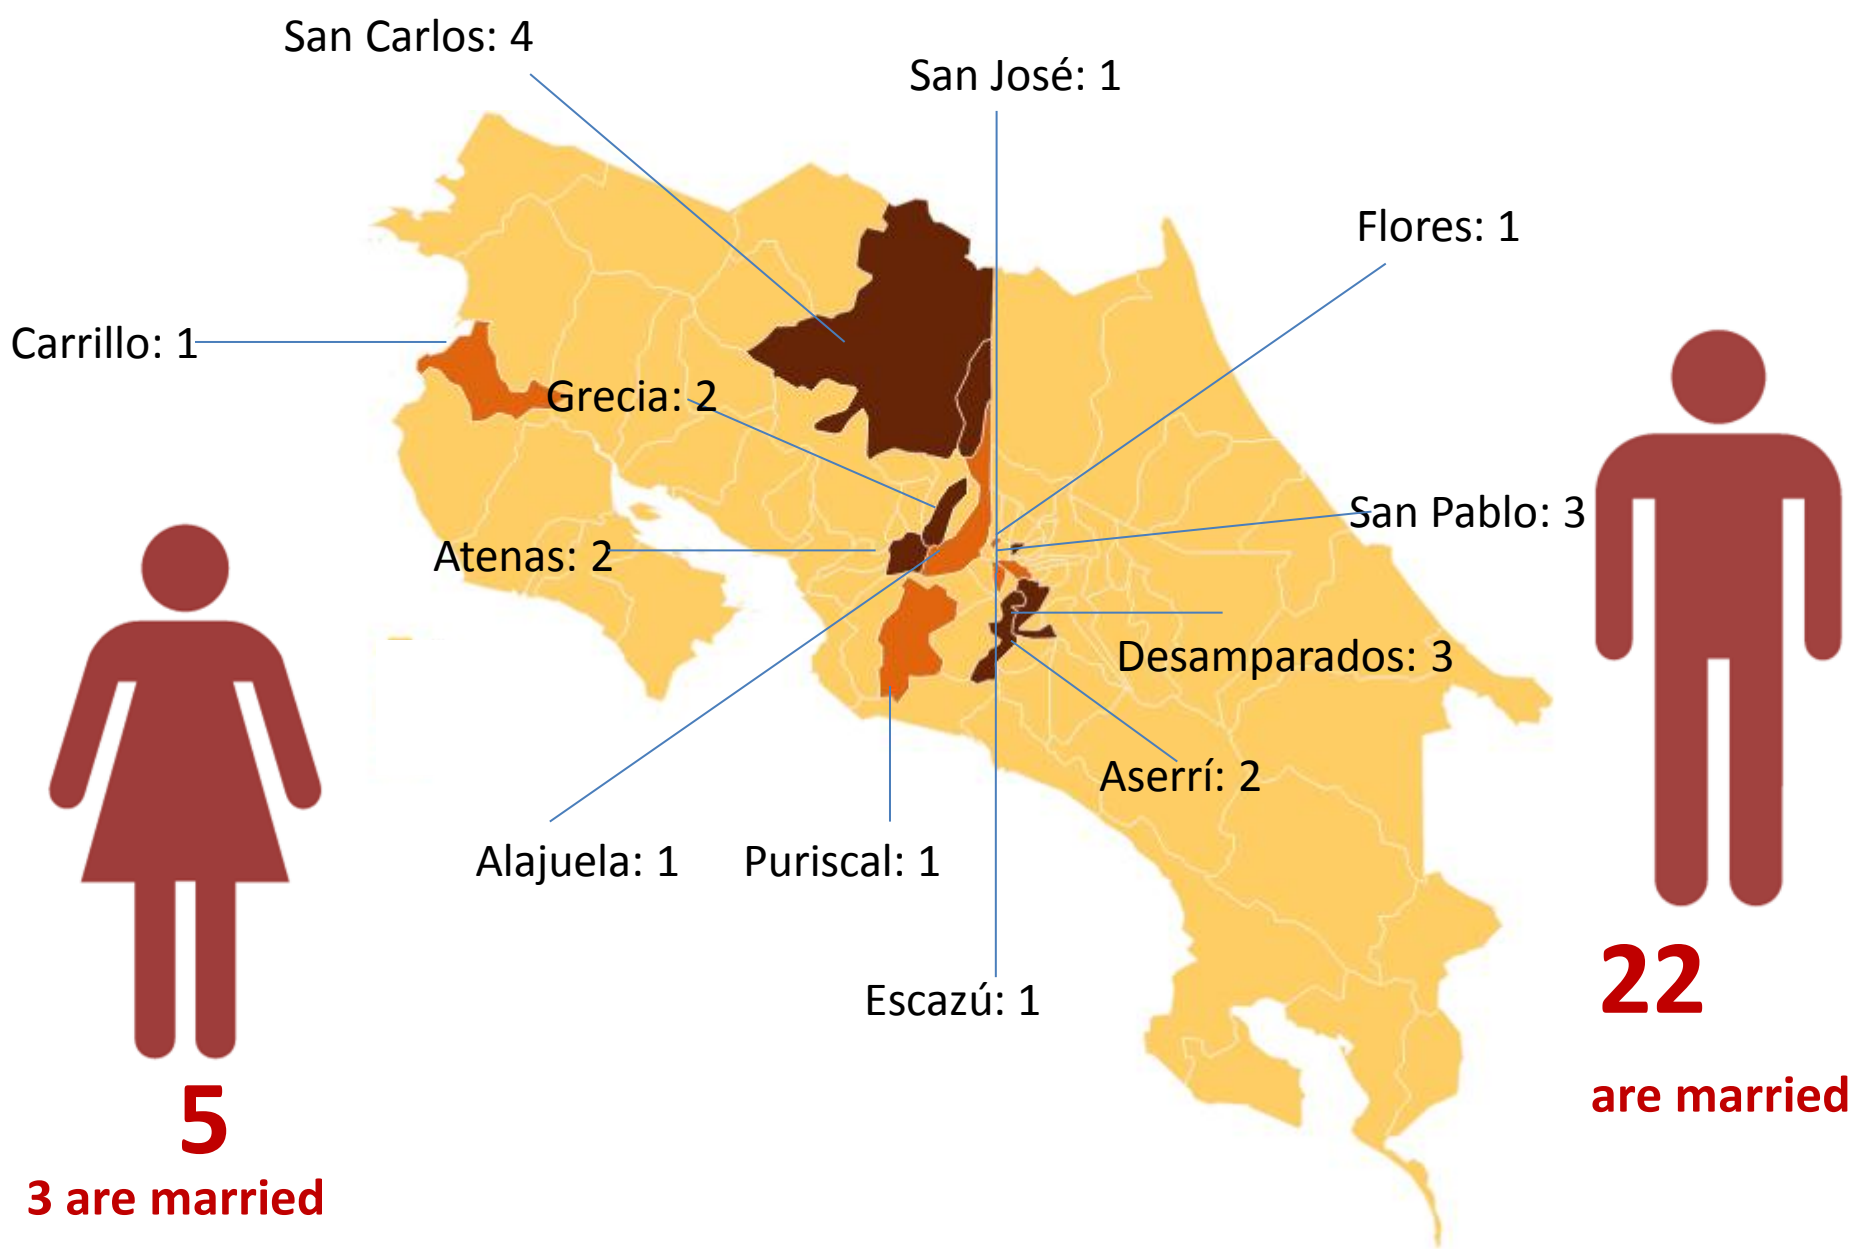 San Carlos: 4
San José: 1
Flores: 1
Carrillo: 1
Grecia: 2
San Pablo: 3
Atenas: 2
Desamparados: 3
Aserrí: 2
Alajuela: 1
Puriscal: 1
Escazú: 1
22
are married
5
3 are married